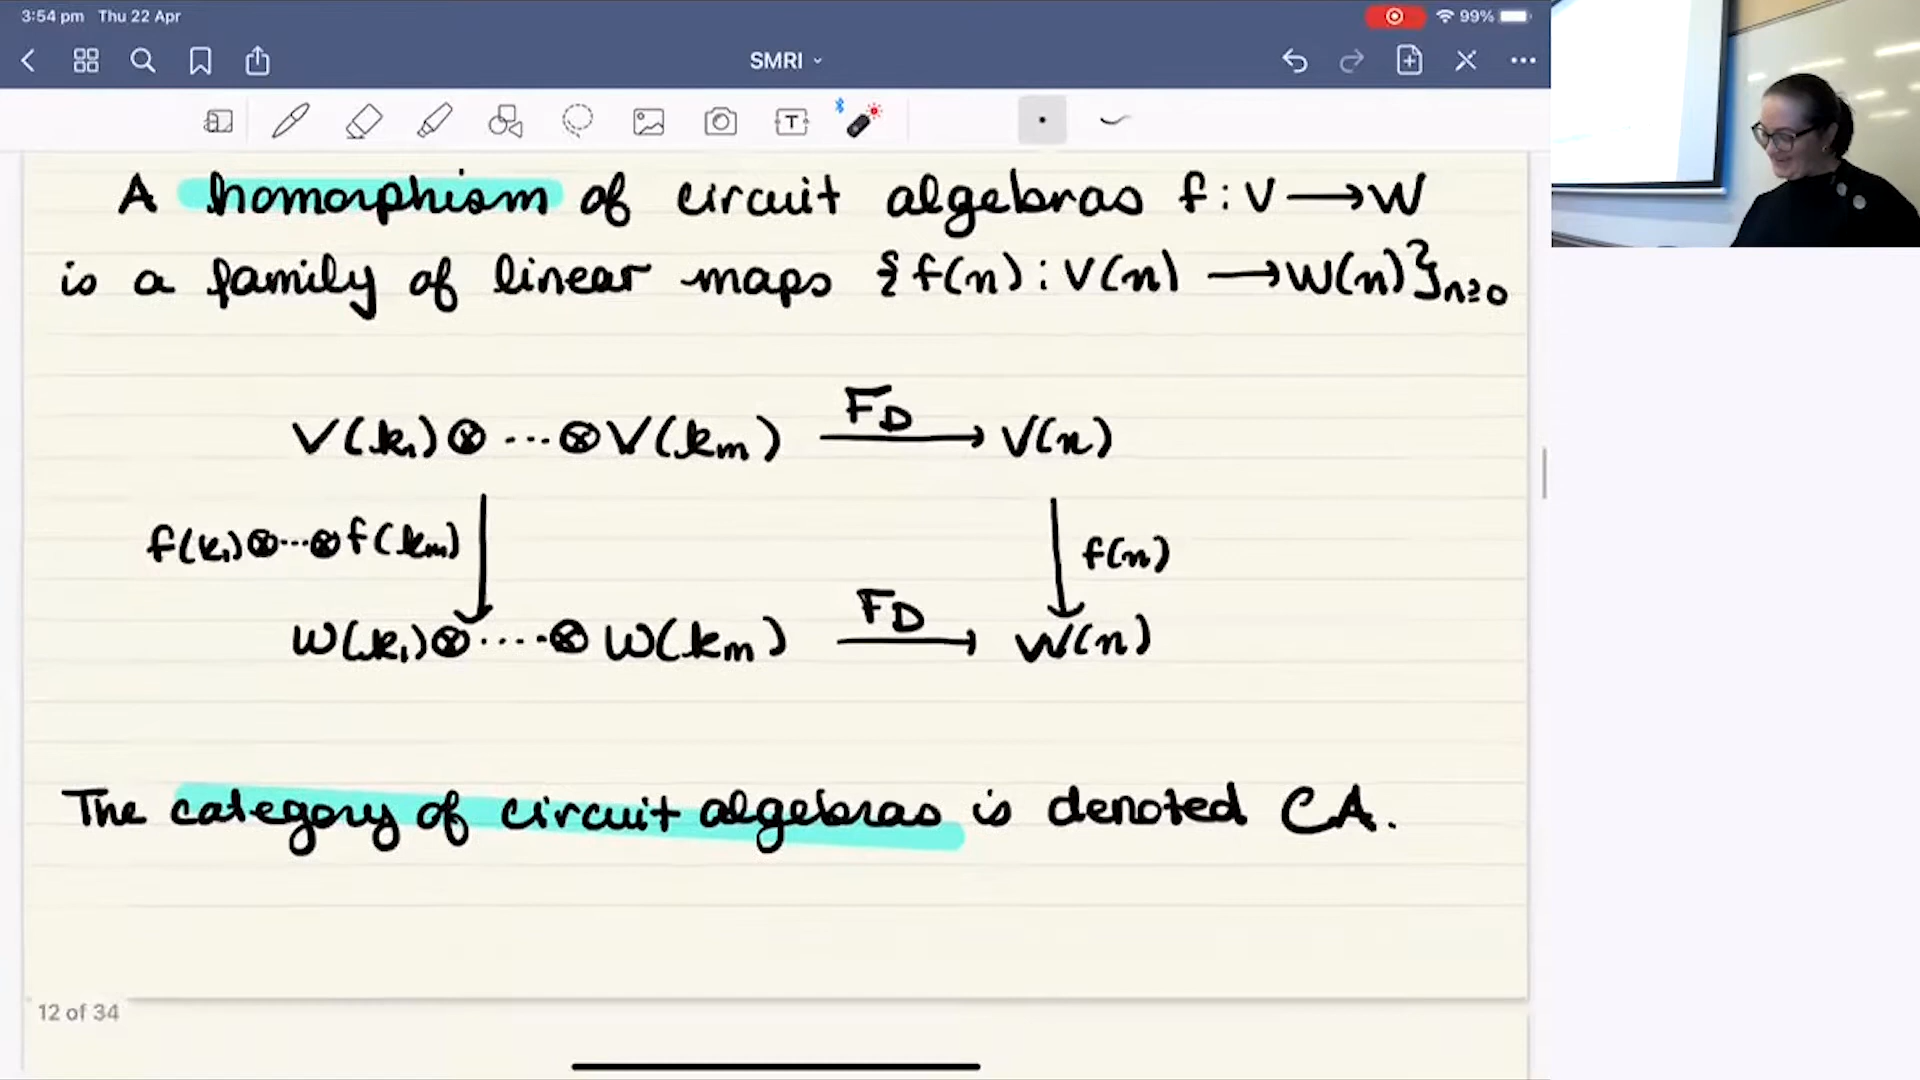 3:54 pm Thu 22 Apr
99%
SMRI
T
A homorphism of circuit algebras f : V ⟶ W
is a family of linear maps {f(n) : V(n) ⟶ W(n)}n≥0
V(k₁) ⊗ ... ⊗ V(km) F_D ⟶ V(n)
f(k₁) ⊗ ... ⊗ f(km) f(n)
W(k₁) ⊗ ..... ⊗ W(km) F_D ⟶ W(n)
The category of circuit algebras is denoted CA.
12 of 34